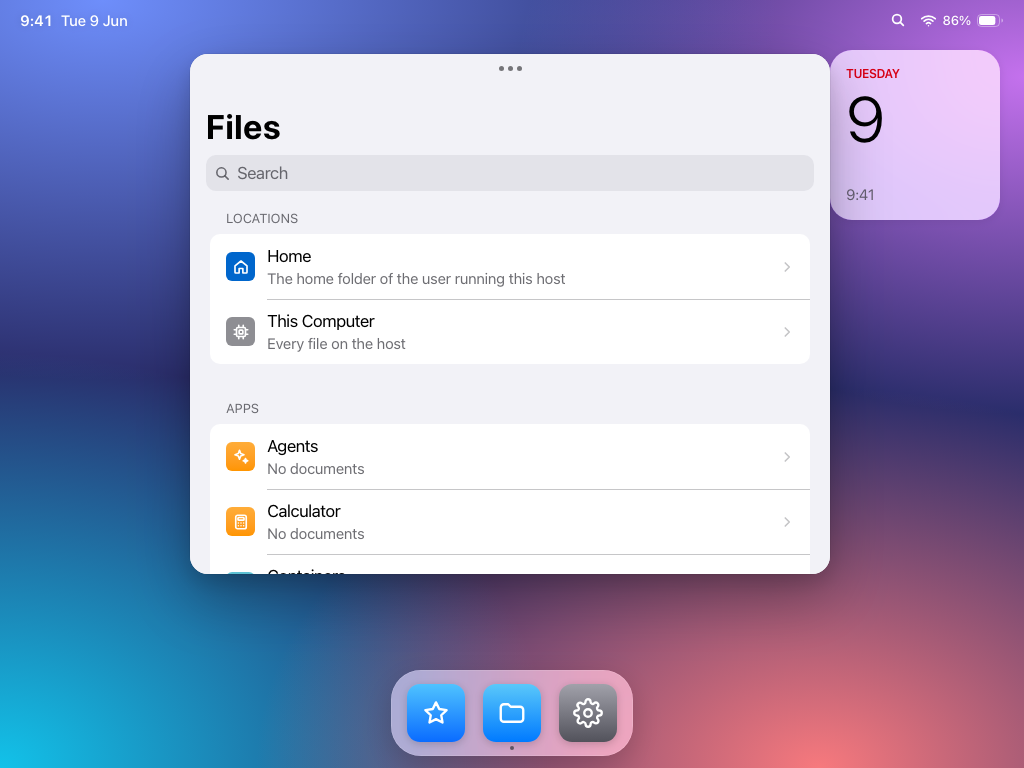 9:41 Tue 9 Jun
86%
TUESDAY
9
9:41
Files
Search
LOCATIONS
Home
The home folder of the user running this host
This Computer
Every file on the host
APPS
Agents
No documents
Calculator
No documents